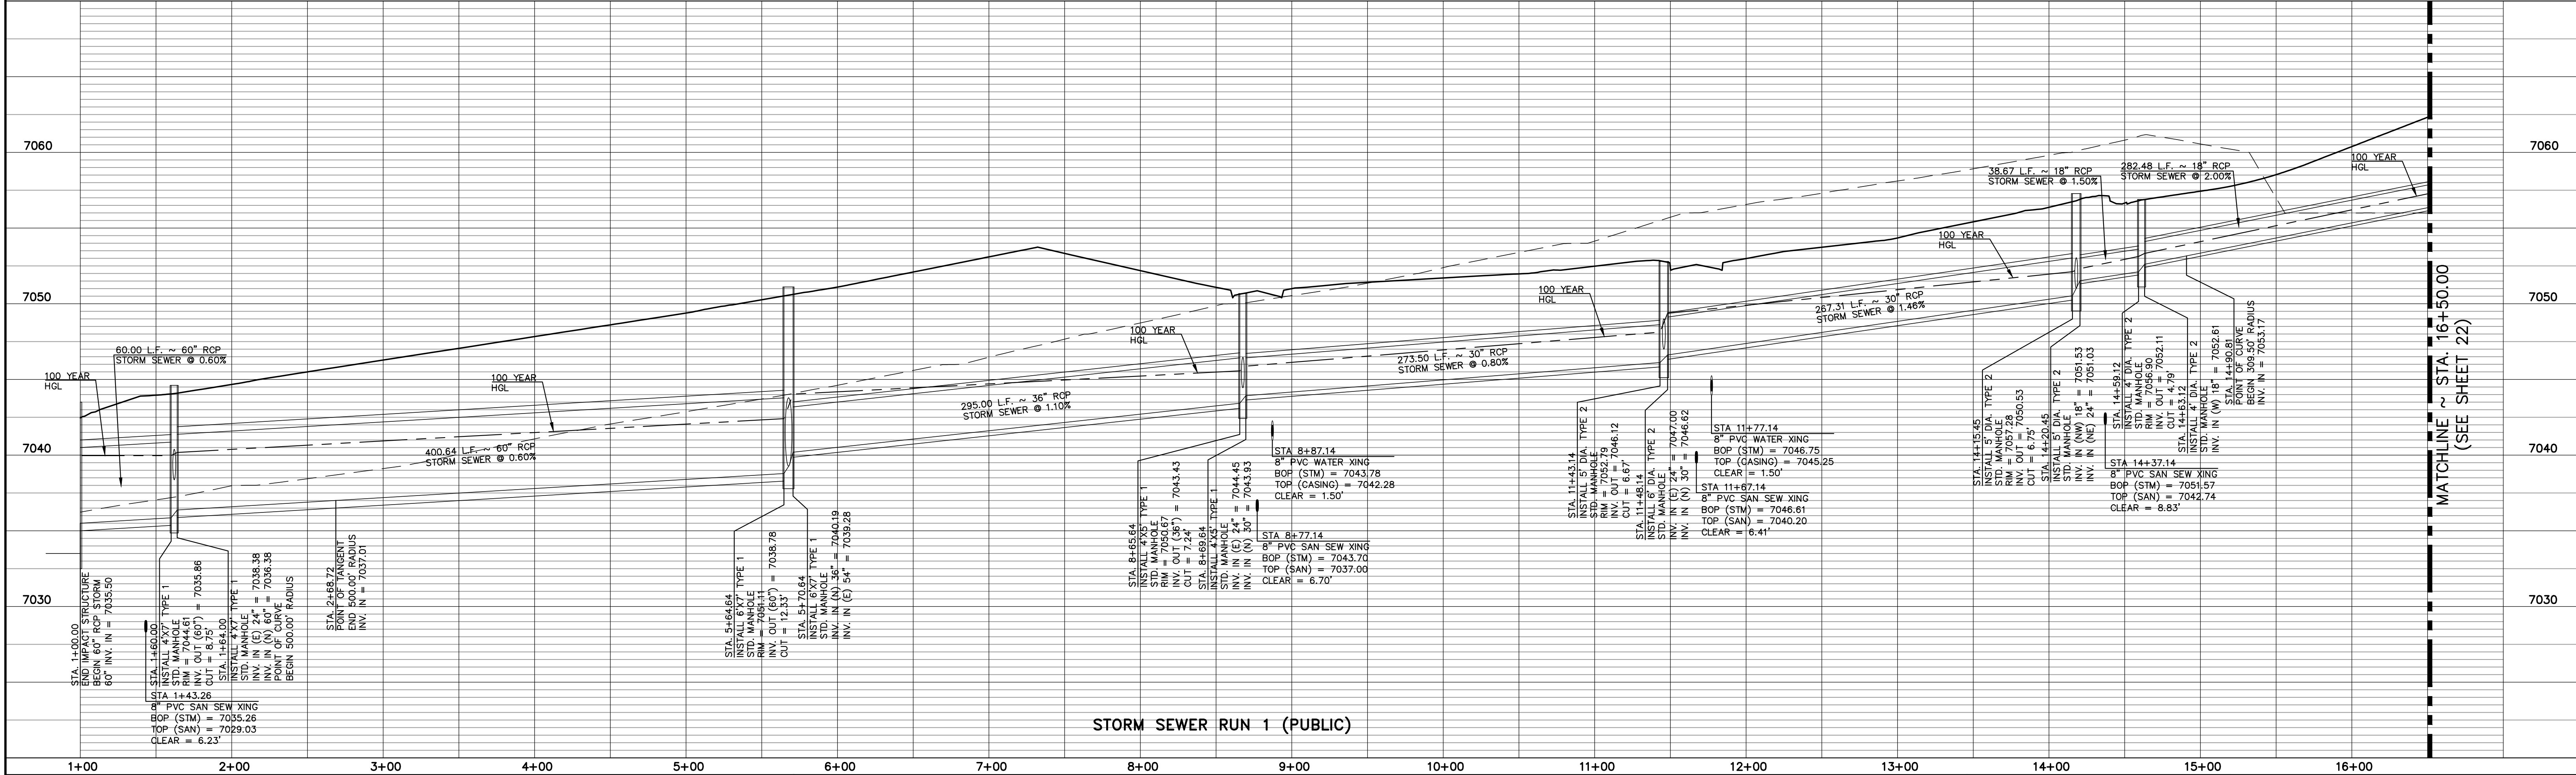 7060
7050
7040
7030
7060
7050
7040
7030
60.00 L.F. ~ 60" RCP
STORM SEWER @ 0.60%
100 YEAR
HGL
100 YEAR
HGL
400.64 L.F. ~ 60" RCP
STORM SEWER @ 0.60%
295.00 L.F. ~ 36" RCP
STORM SEWER @ 1.10%
100 YEAR
HGL
273.50 L.F. ~ 30" RCP
STORM SEWER @ 0.80%
100 YEAR
HGL
267.31 L.F. ~ 30" RCP
STORM SEWER @ 1.46%
100 YEAR
HGL
38.67 L.F. ~ 18" RCP
STORM SEWER @ 1.50%
282.48 L.F. ~ 18" RCP
STORM SEWER @ 2.00%
100 YEAR
HGL
STA. 1+00.00
END IMPACT STRUCTURE
BEGIN 60" RCP STORM
60" INV. IN = 7035.50
STA. 1+60.00
INSTALL 4'X7' TYPE 1
STD. MANHOLE
RIM = 7044.61
INV. OUT (60") = 7035.86
CUT = 8.75'
STA. 1+64.00
INSTALL 4'X7' TYPE 1
STD. MANHOLE
INV. IN (E) 24" = 7038.38
INV. IN (N) 60" = 7036.38
POINT OF CURVE
BEGIN 500.00' RADIUS
STA 1+43.26
8" PVC SAN SEW XING
BOP (STM) = 7035.26
TOP (SAN) = 7029.03
CLEAR = 6.23'
STA. 2+68.72
POINT OF TANGENT
END 500.00' RADIUS
INV. IN = 7037.01
STA. 5+64.64
INSTALL 6'X7' TYPE 1
STD. MANHOLE
RIM = 7051.11
INV. OUT (60") = 7038.78
CUT = 12.33'
STA. 5+70.64
INSTALL 6'X7' TYPE 1
STD. MANHOLE
INV. IN (N) 36" = 7040.19
INV. IN (E) 54" = 7039.28
STA. 8+65.64
INSTALL 4'X5' TYPE 1
STD. MANHOLE
RIM = 7050.67
INV. OUT (36") = 7043.43
CUT = 7.24'
STA. 8+69.64
INSTALL 4'X5' TYPE 1
STD. MANHOLE
INV. IN (E) 24" = 7044.45
INV. IN (N) 30" = 7043.93
STA 8+87.14
8" PVC WATER XING
BOP (STM) = 7043.78
TOP (CASING) = 7042.28
CLEAR = 1.50'
STA 8+77.14
8" PVC SAN SEW XING
BOP (STM) = 7043.70
TOP (SAN) = 7037.00
CLEAR = 6.70'
STA. 11+43.14
INSTALL 5' DIA. TYPE 2
STD. MANHOLE
RIM = 7052.79
INV. OUT = 7046.12
CUT = 6.67'
STA. 11+48.14
INSTALL 6' DIA. TYPE 2
STD. MANHOLE
INV. IN (E) 24" = 7047.00
INV. IN (N) 30" = 7046.62
STA 11+77.14
8" PVC WATER XING
BOP (STM) = 7046.75
TOP (CASING) = 7045.25
CLEAR = 1.50'
STA 11+67.14
8" PVC SAN SEW XING
BOP (STM) = 7046.61
TOP (SAN) = 7040.20
CLEAR = 6.41'
STA. 14+15.45
INSTALL 5' DIA. TYPE 2
STD. MANHOLE
RIM = 7057.28
INV. OUT = 7050.53
CUT = 6.75'
STA. 14+20.45
INSTALL 5' DIA. TYPE 2
STD. MANHOLE
INV. IN (NW) 18" = 7051.53
INV. IN (NE) 24" = 7051.03
STA. 14+59.12
INSTALL 4' DIA. TYPE 2
STD. MANHOLE
RIM = 7056.90
INV. OUT = 7052.11
CUT = 4.79'
STA. 14+63.12
INSTALL 4' DIA. TYPE 2
STD. MANHOLE
INV. IN (W) 18" = 7052.61
STA. 14+90.81
POINT OF CURVE
BEGIN 309.50' RADIUS
INV. IN = 7053.17
STA 14+37.14
8" PVC SAN SEW XING
BOP (STM) = 7051.57
TOP (SAN) = 7042.74
CLEAR = 8.83'
MATCHLINE ~ STA. 16+50.00
(SEE SHEET 22)
STORM SEWER RUN 1 (PUBLIC)
1+00 2+00 3+00 4+00 5+00 6+00 7+00 8+00 9+00 10+00 11+00 12+00 13+00 14+00 15+00 16+00